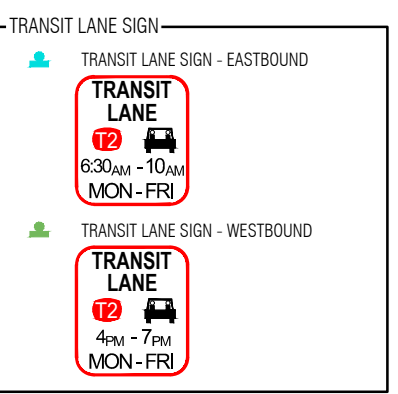 TRANSIT LANE SIGN
TRANSIT LANE SIGN - EASTBOUND
TRANSIT
LANE
T2
6:30AM - 10AM
MON - FRI
TRANSIT LANE SIGN - WESTBOUND
TRANSIT
LANE
T2
4PM - 7PM
MON - FRI